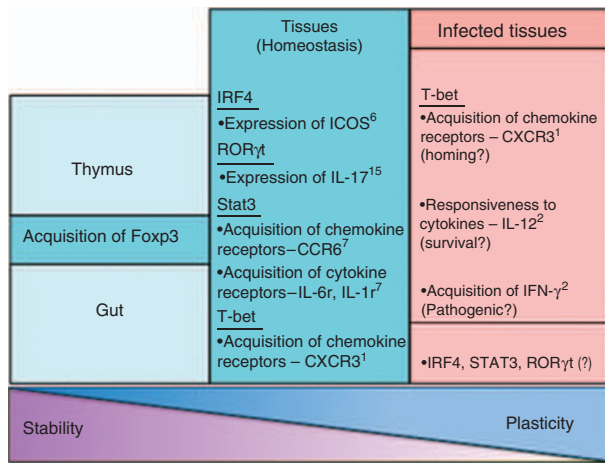 Thymus
Acquisition of Foxp3
Gut
Tissues
(Homeostasis)
IRF4
•Expression of ICOS⁶
RORγt
•Expression of IL-17¹⁵
Stat3
•Acquisition of chemokine
receptors–CCR6⁷
•Acquisition of cytokine
receptors–IL-6r, IL-1r⁷
T-bet
•Acquisition of chemokine
receptors – CXCR3¹
Infected tissues
T-bet
•Acquisition of chemokine
receptors – CXCR3¹
(homing?)
•Responsiveness to
cytokines – IL-12²
(survival?)
•Acquisition of IFN-γ²
(Pathogenic?)
•IRF4, STAT3, RORγt (?)
Stability
Plasticity